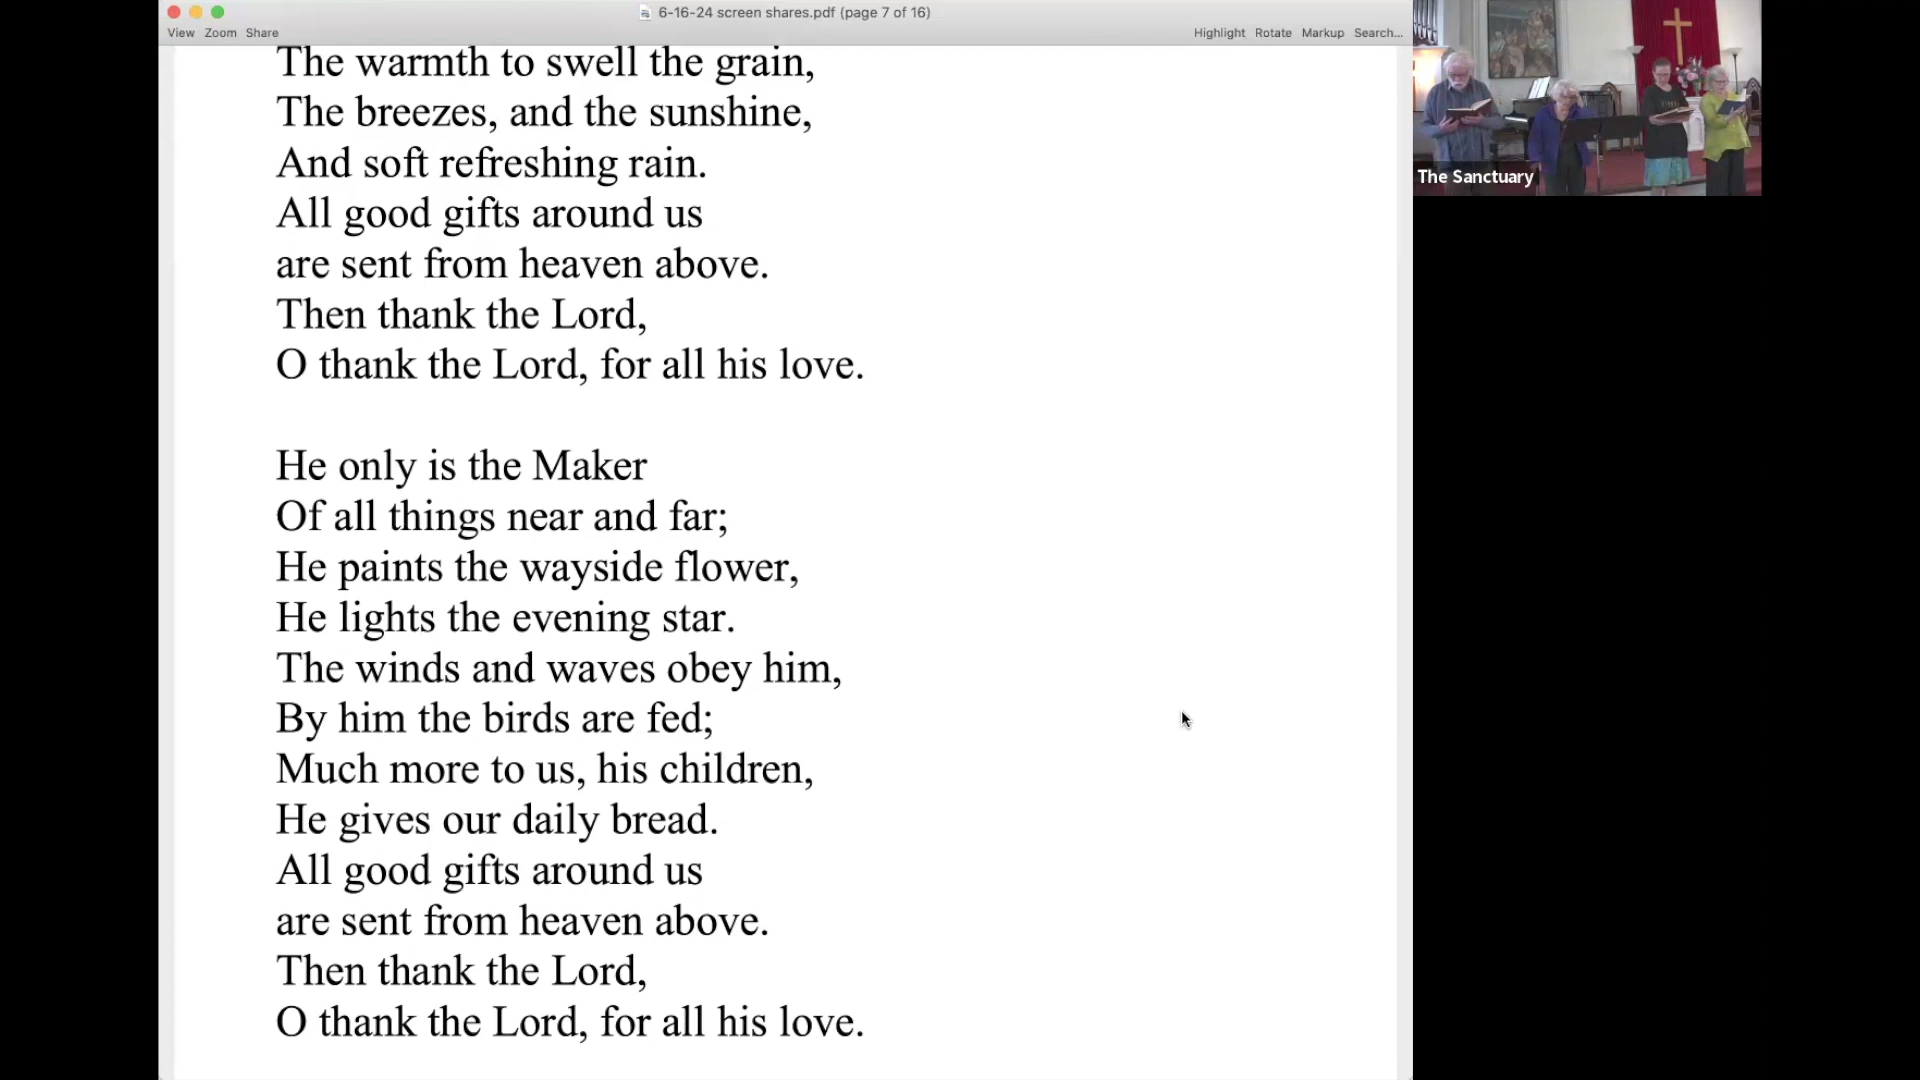 6-16-24 screen shares.pdf (page 7 of 16)
View Zoom Share
Highlight Rotate Markup Search...
The warmth to swell the grain,
The breezes, and the sunshine,
And soft refreshing rain.
All good gifts around us
are sent from heaven above.
Then thank the Lord,
O thank the Lord, for all his love.
He only is the Maker
Of all things near and far;
He paints the wayside flower,
He lights the evening star.
The winds and waves obey him,
By him the birds are fed;
Much more to us, his children,
He gives our daily bread.
All good gifts around us
are sent from heaven above.
Then thank the Lord,
O thank the Lord, for all his love.
The Sanctuary